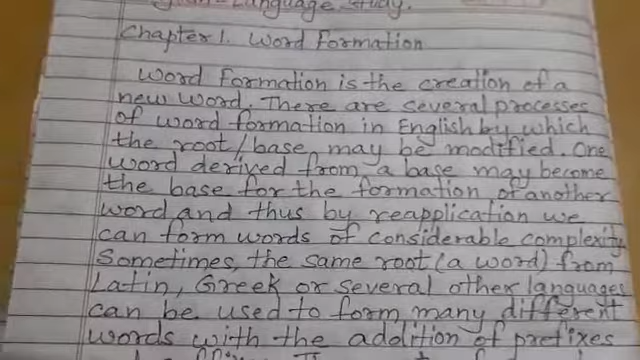 Language Study.
Chapter 1. Word Formation
Word formation is the creation of a
new word. There are several processes
of word formation in English by which
the root/base may be modified. One
word derived from a base may become
the base for the formation of another
word and thus by reapplication we
can form words of considerable complexity
Sometimes, the same root (a word) from
Latin, Greek or several other languages
can be used to form many different
words with the addition of prefixes